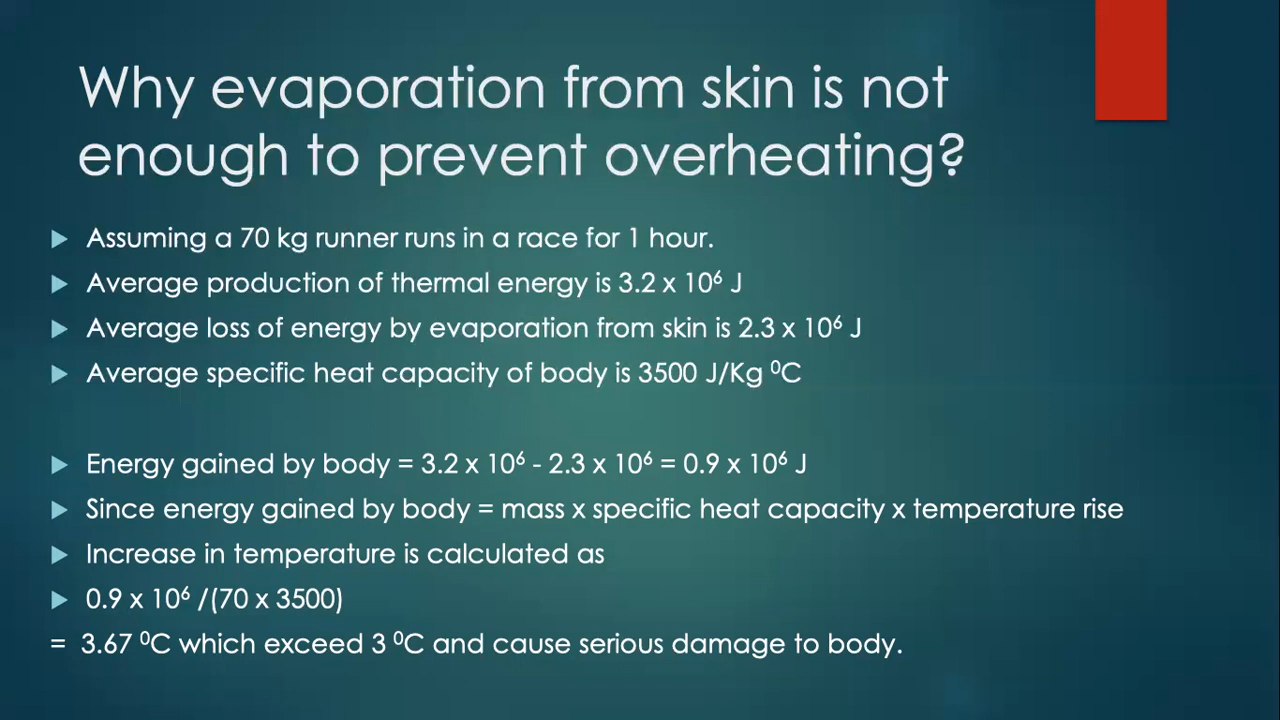 Why evaporation from skin is not
enough to prevent overheating?
Assuming a 70 kg runner runs in a race for 1 hour.
Average production of thermal energy is 3.2 x 10⁶ J
Average loss of energy by evaporation from skin is 2.3 x 10⁶ J
Average specific heat capacity of body is 3500 J/Kg ⁰C
Energy gained by body = 3.2 x 10⁶ - 2.3 x 10⁶ = 0.9 x 10⁶ J
Since energy gained by body = mass x specific heat capacity x temperature rise
Increase in temperature is calculated as
0.9 x 10⁶ /(70 x 3500)
= 3.67 ⁰C which exceed 3 ⁰C and cause serious damage to body.